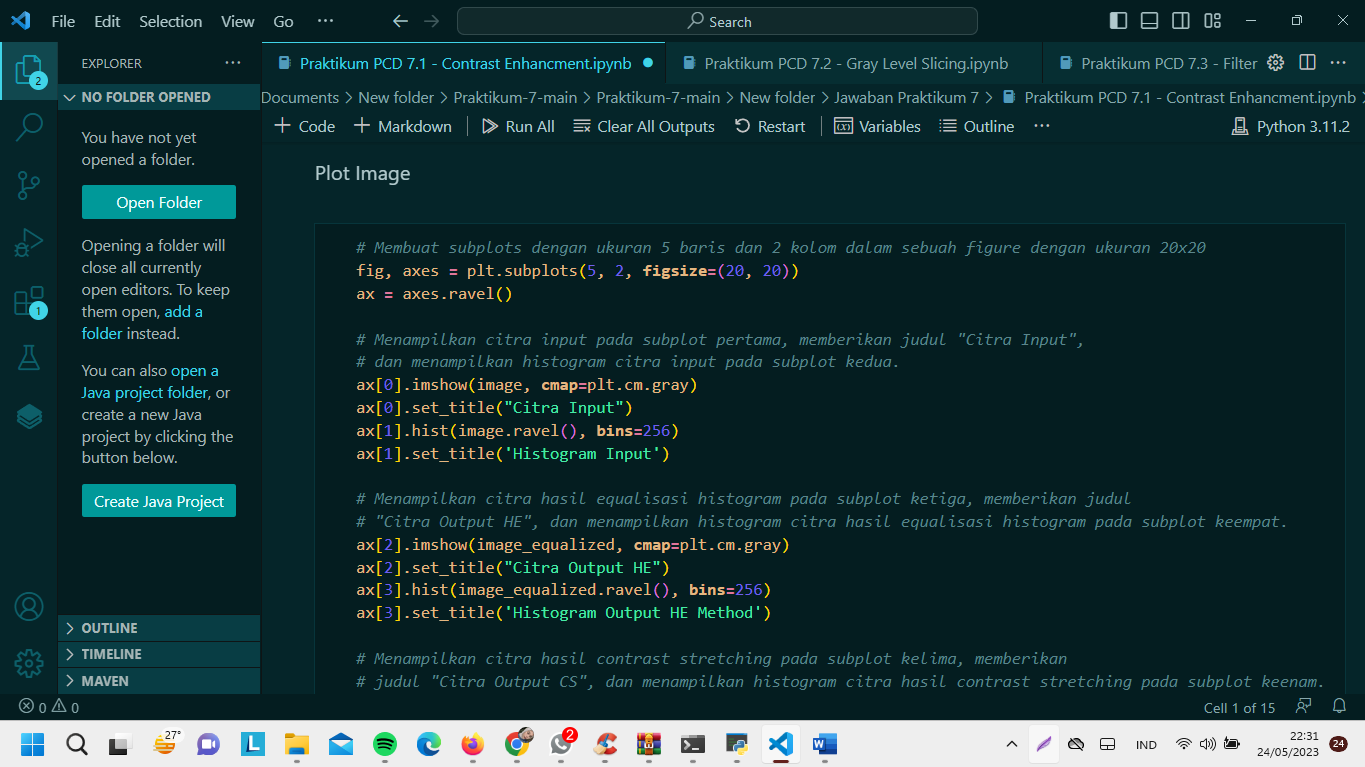 File Edit Selection View Go ··· Search
EXPLORER ···
2
NO FOLDER OPENED
You have not yet
opened a folder.
Open Folder
Opening a folder will
close all currently
open editors. To keep
them open, add a
folder instead.
1
You can also open a
Java project folder, or
create a new Java
project by clicking the
button below.
Create Java Project
OUTLINE
TIMELINE
MAVEN
Praktikum PCD 7.1 - Contrast Enhancment.ipynb ● Praktikum PCD 7.2 - Gray Level Slicing.ipynb Praktikum PCD 7.3 - Filter ···
Documents > New folder > Praktikum-7-main > Praktikum-7-main > New folder > Jawaban Praktikum 7 > Praktikum PCD 7.1 - Contrast Enhancment.ipynb >
+ Code + Markdown Run All Clear All Outputs Restart Variables Outline ··· Python 3.11.2
Plot Image
# Membuat subplots dengan ukuran 5 baris dan 2 kolom dalam sebuah figure dengan ukuran 20x20
fig, axes = plt.subplots(5, 2, figsize=(20, 20))
ax = axes.ravel()
# Menampilkan citra input pada subplot pertama, memberikan judul "Citra Input",
# dan menampilkan histogram citra input pada subplot kedua.
ax[0].imshow(image, cmap=plt.cm.gray)
ax[0].set_title("Citra Input")
ax[1].hist(image.ravel(), bins=256)
ax[1].set_title('Histogram Input')
# Menampilkan citra hasil equalisasi histogram pada subplot ketiga, memberikan judul
# "Citra Output HE", dan menampilkan histogram citra hasil equalisasi histogram pada subplot keempat.
ax[2].imshow(image_equalized, cmap=plt.cm.gray)
ax[2].set_title("Citra Output HE")
ax[3].hist(image_equalized.ravel(), bins=256)
ax[3].set_title('Histogram Output HE Method')
# Menampilkan citra hasil contrast stretching pada subplot kelima, memberikan
# judul "Citra Output CS", dan menampilkan histogram citra hasil contrast stretching pada subplot keenam.
0 0 Cell 1 of 15
27° L 2 W IND 22:31
24/05/2023 24